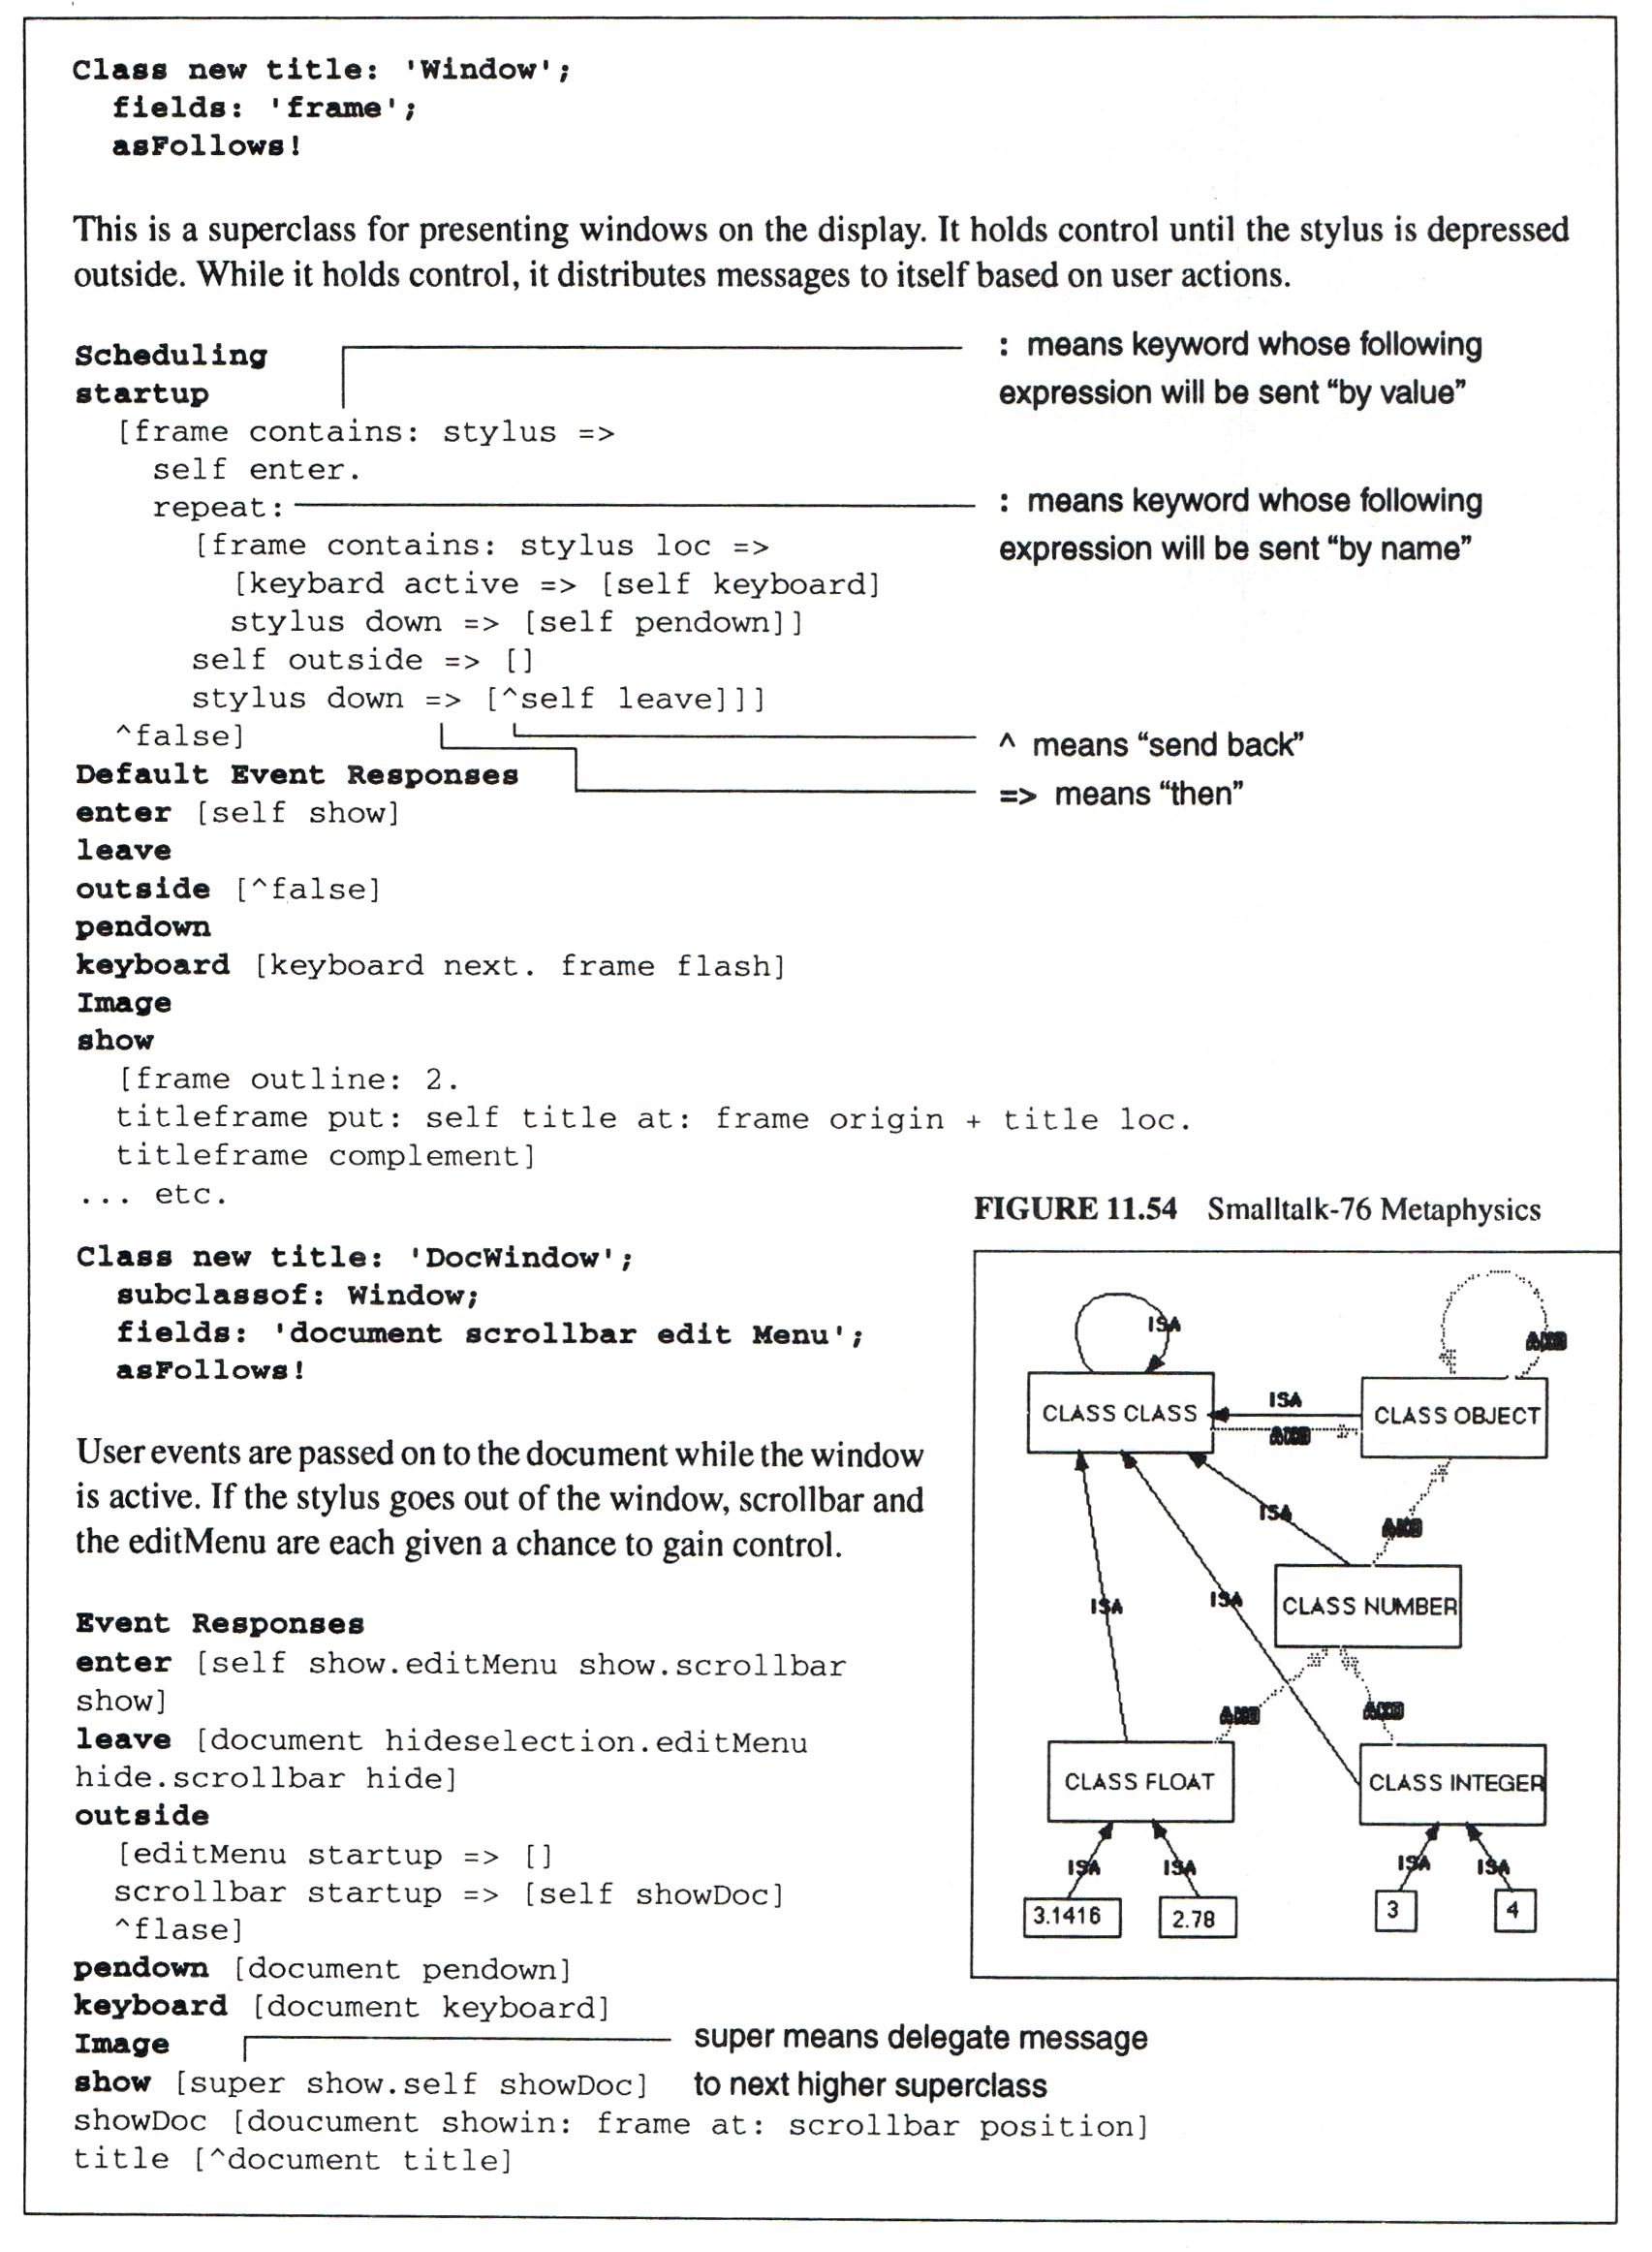 Class new title: 'Window';
fields: 'frame';
asFollows!
This is a superclass for presenting windows on the display. It holds control until the stylus is depressed
outside. While it holds control, it distributes messages to itself based on user actions.
Scheduling
startup
[frame contains: stylus =>
self enter.
repeat:
[frame contains: stylus loc =>
[keybard active => [self keyboard]
stylus down => [self pendown]]
self outside => []
stylus down => [^self leave]]]
^false]
: means keyword whose following
expression will be sent “by value”
: means keyword whose following
expression will be sent “by name”
^ means “send back”
=> means “then”
Default Event Responses
enter [self show]
leave
outside [^false]
pendown
keyboard [keyboard next. frame flash]
Image
show
[frame outline: 2.
titleframe put: self title at: frame origin + title loc.
titleframe complement]
... etc.
Class new title: 'DocWindow';
subclassof: Window;
fields: 'document scrollbar edit Menu';
asFollows!
User events are passed on to the document while the window
is active. If the stylus goes out of the window, scrollbar and
the editMenu are each given a chance to gain control.
Event Responses
enter [self show.editMenu show.scrollbar
show]
leave [document hideselection.editMenu
hide.scrollbar hide]
outside
[editMenu startup => []
scrollbar startup => [self showDoc]
^flase]
pendown [document pendown]
keyboard [document keyboard]
Image
show [super show.self showDoc]
showDoc [doucument showin: frame at: scrollbar position]
title [^document title]
super means delegate message
to next higher superclass
FIGURE 11.54 Smalltalk-76 Metaphysics
ISA
CLASS CLASS
ISA
CLASS OBJECT
ISA
CLASS NUMBER
ISA
ISA
CLASS FLOAT
CLASS INTEGER
ISA
ISA
ISA
ISA
3.1416
2.78
3
4